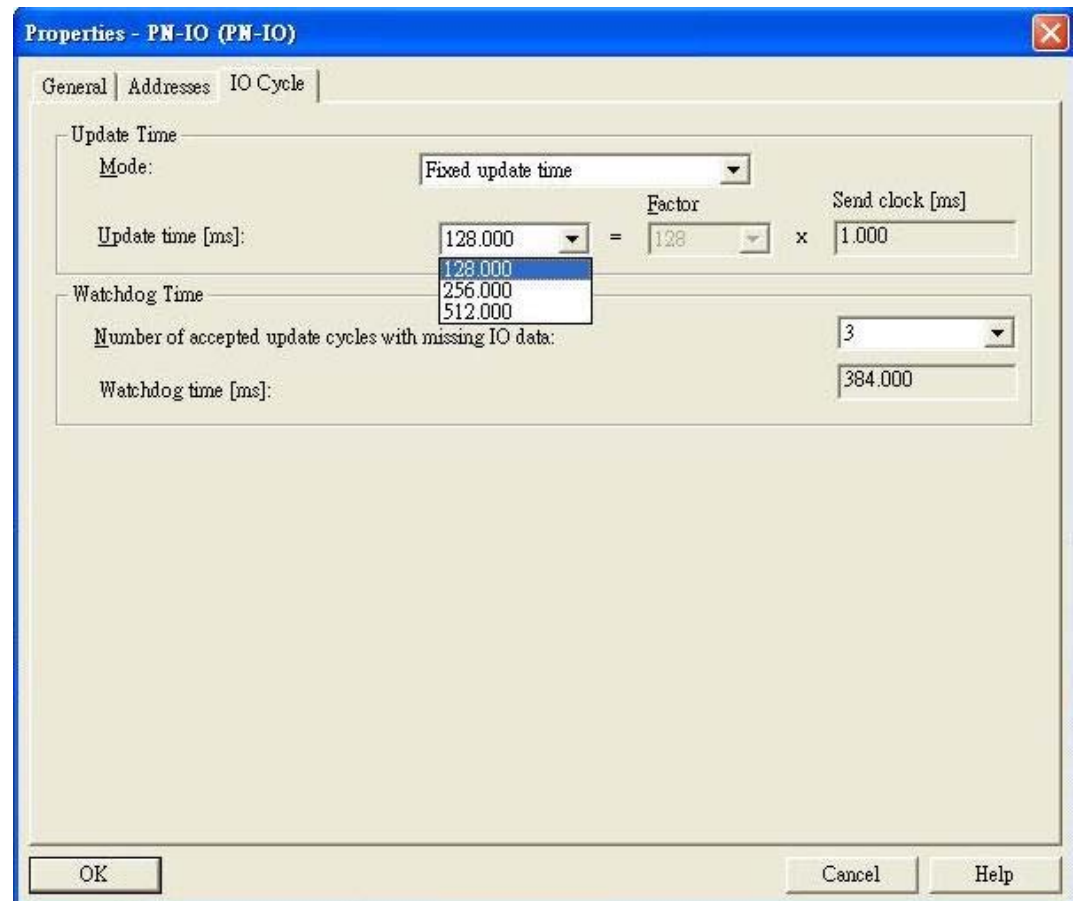 Properties - PN-IO (PN-IO)
General Addresses IO Cycle
Update Time
Mode: Fixed update time
Factor Send clock [ms]
Update time [ms]: 128.000 = 128 x 1.000
128.000
256.000
512.000
Watchdog Time
Number of accepted update cycles with missing IO data: 3
Watchdog time [ms]: 384.000
OK Cancel Help